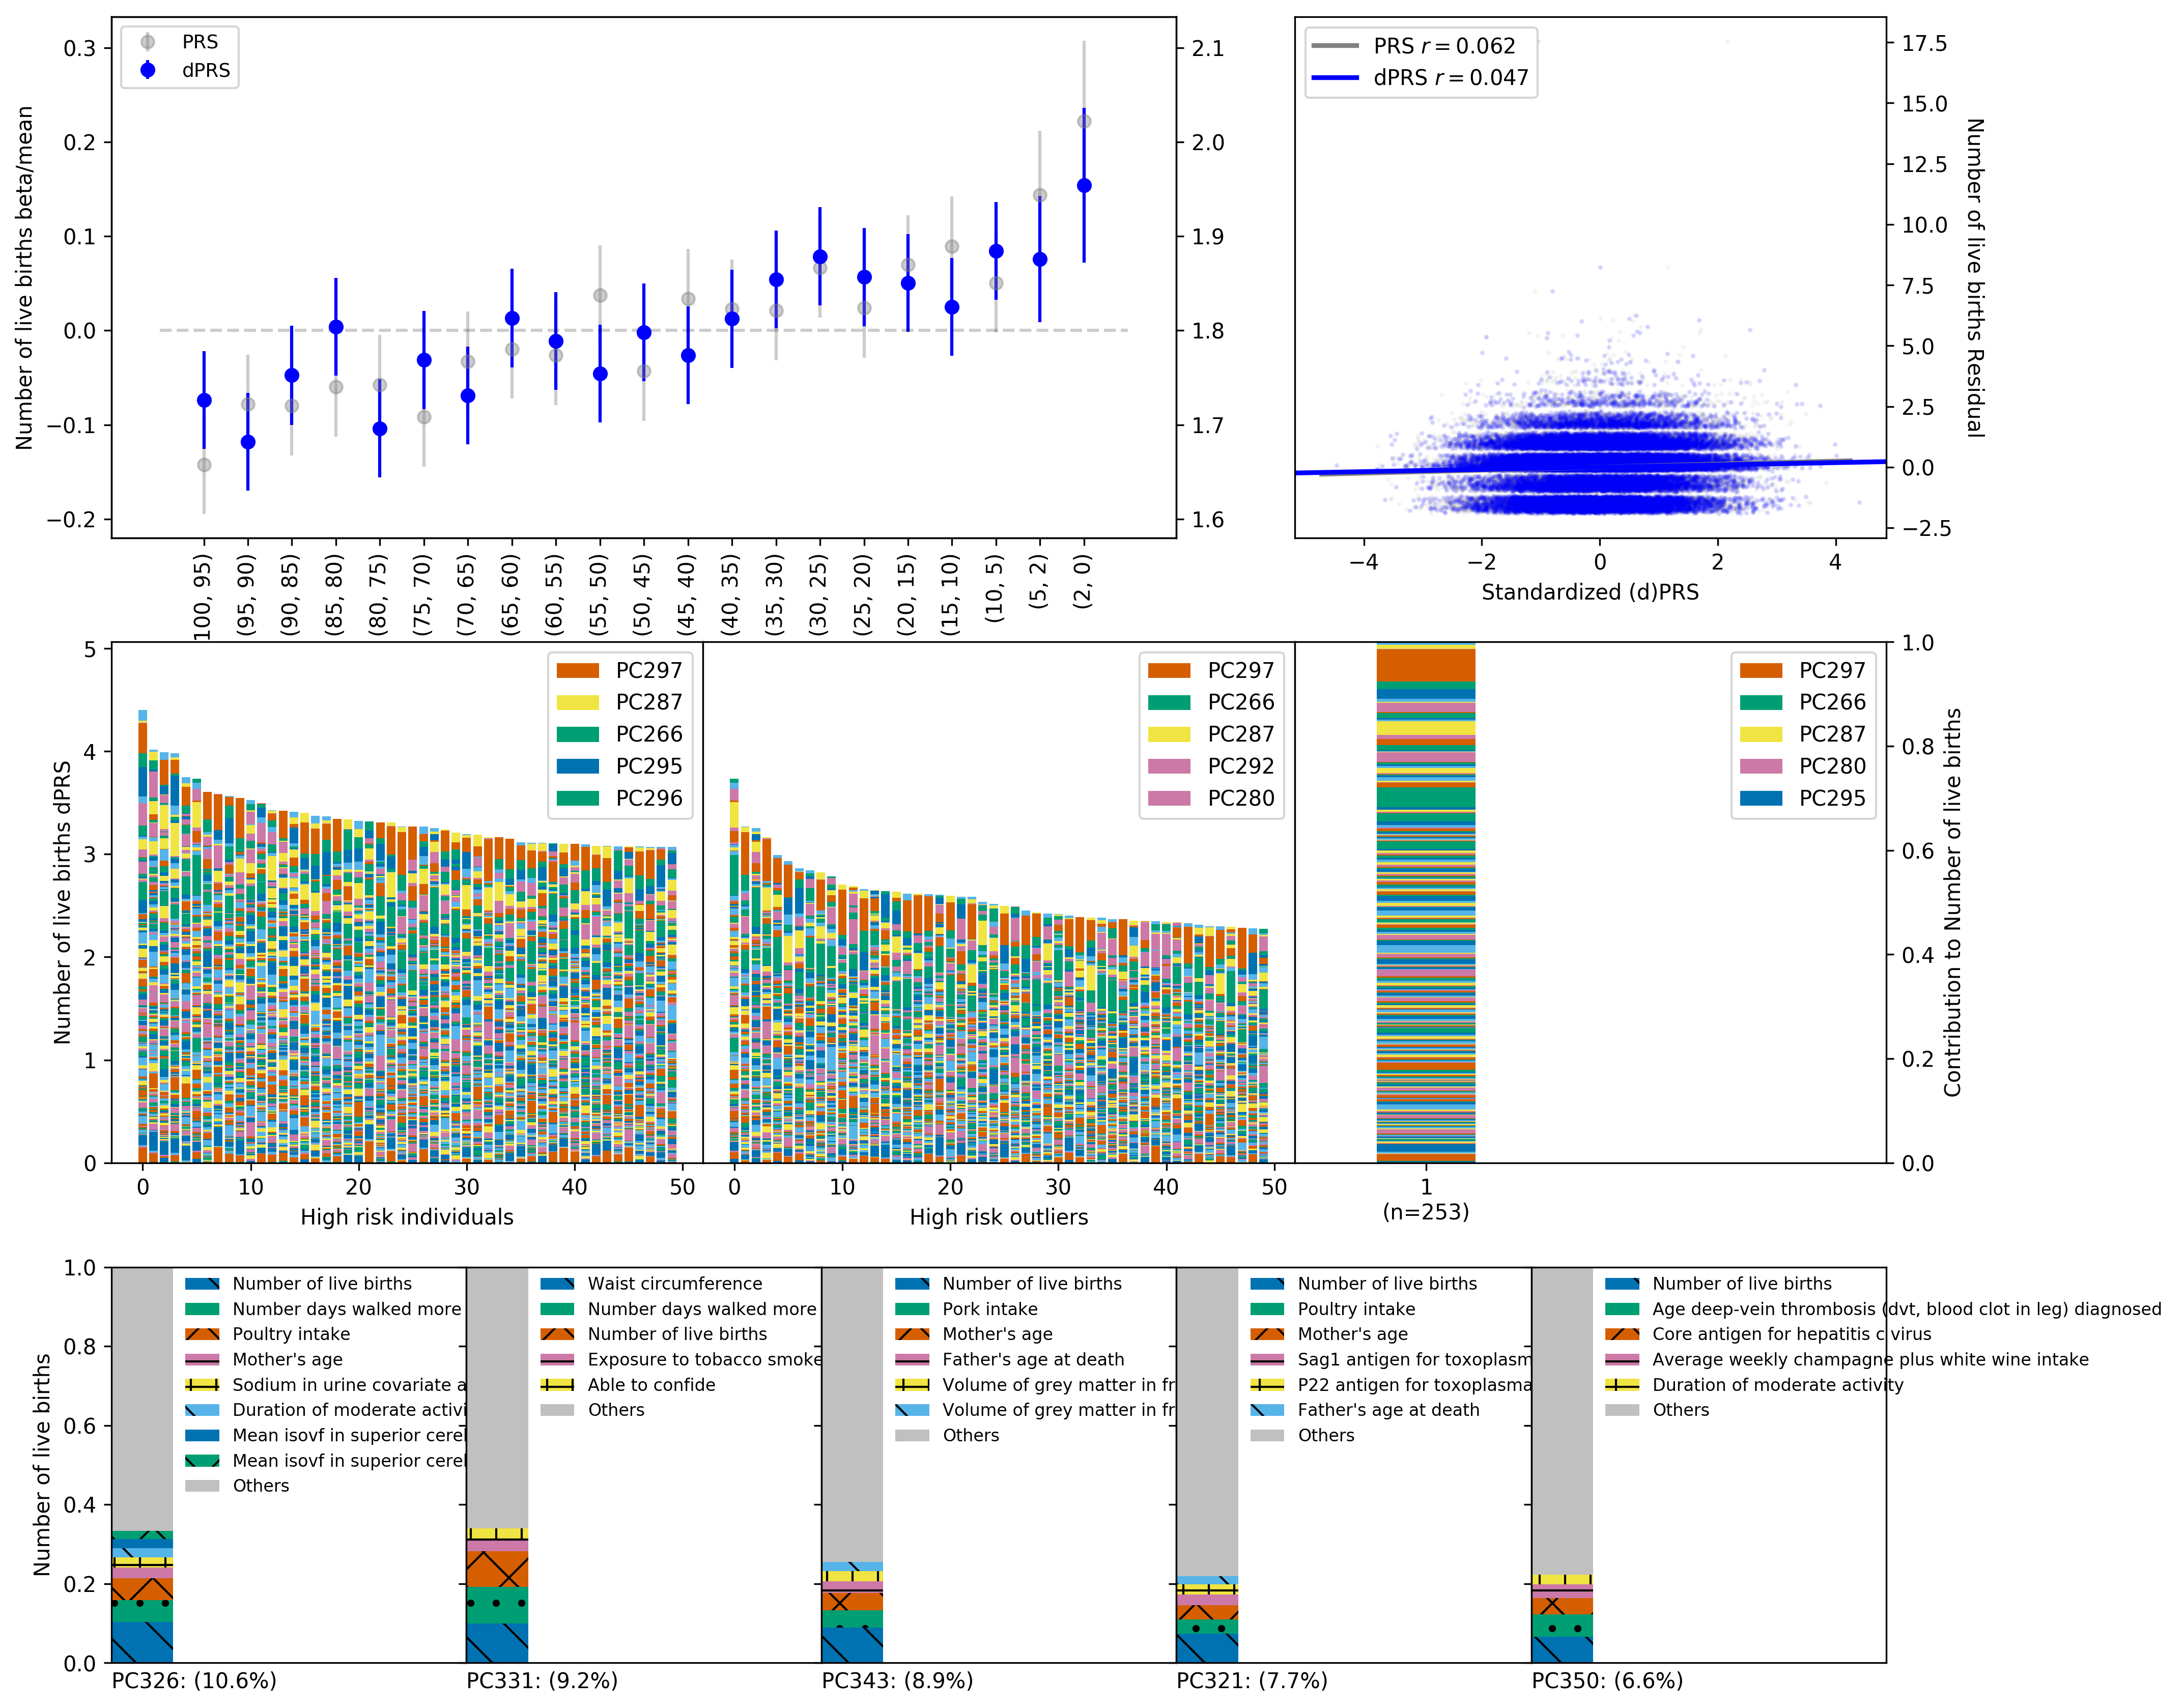 PRS
dPRS
Number of live births beta/mean
0.3
0.2
0.1
0.0
−0.1
−0.2
2.1
2.0
1.9
1.8
1.7
1.6
100, 95)
(95, 90)
(90, 85)
(85, 80)
(80, 75)
(75, 70)
(70, 65)
(65, 60)
(60, 55)
(55, 50)
(50, 45)
(45, 40)
(40, 35)
(35, 30)
(30, 25)
(25, 20)
(20, 15)
(15, 10)
(10, 5)
(5, 2)
(2, 0)
PRS r = 0.062
dPRS r = 0.047
17.5
15.0
12.5
10.0
7.5
5.0
2.5
0.0
−2.5
Number of live births Residual
−4
−2
0
2
4
Standardized (d)PRS
Number of live births dPRS
5
4
3
2
1
0
PC297
PC287
PC266
PC295
PC296
0
10
20
30
40
50
High risk individuals
PC297
PC266
PC287
PC292
PC280
0
10
20
30
40
50
High risk outliers
PC297
PC266
PC287
PC280
PC295
1
(n=253)
1.0
0.8
0.6
0.4
0.2
0.0
Contribution to Number of live births
Number of live births
1.0
0.8
0.6
0.4
0.2
0.0
Number of live births
Number days walked more
Poultry intake
Mother's age
Sodium in urine covariate a
Duration of moderate activi
Mean isovf in superior cerel
Mean isovf in superior cerel
Others
PC326: (10.6%)
Waist circumference
Number days walked more
Number of live births
Exposure to tobacco smoke
Able to confide
Others
PC331: (9.2%)
Number of live births
Pork intake
Mother's age
Father's age at death
Volume of grey matter in fr
Volume of grey matter in fr
Others
PC343: (8.9%)
Number of live births
Poultry intake
Mother's age
Sag1 antigen for toxoplasm
P22 antigen for toxoplasma
Father's age at death
Others
PC321: (7.7%)
Number of live births
Age deep-vein thrombosis (dvt, blood clot in leg) diagnosed
Core antigen for hepatitis c virus
Average weekly champagne plus white wine intake
Duration of moderate activity
Others
PC350: (6.6%)